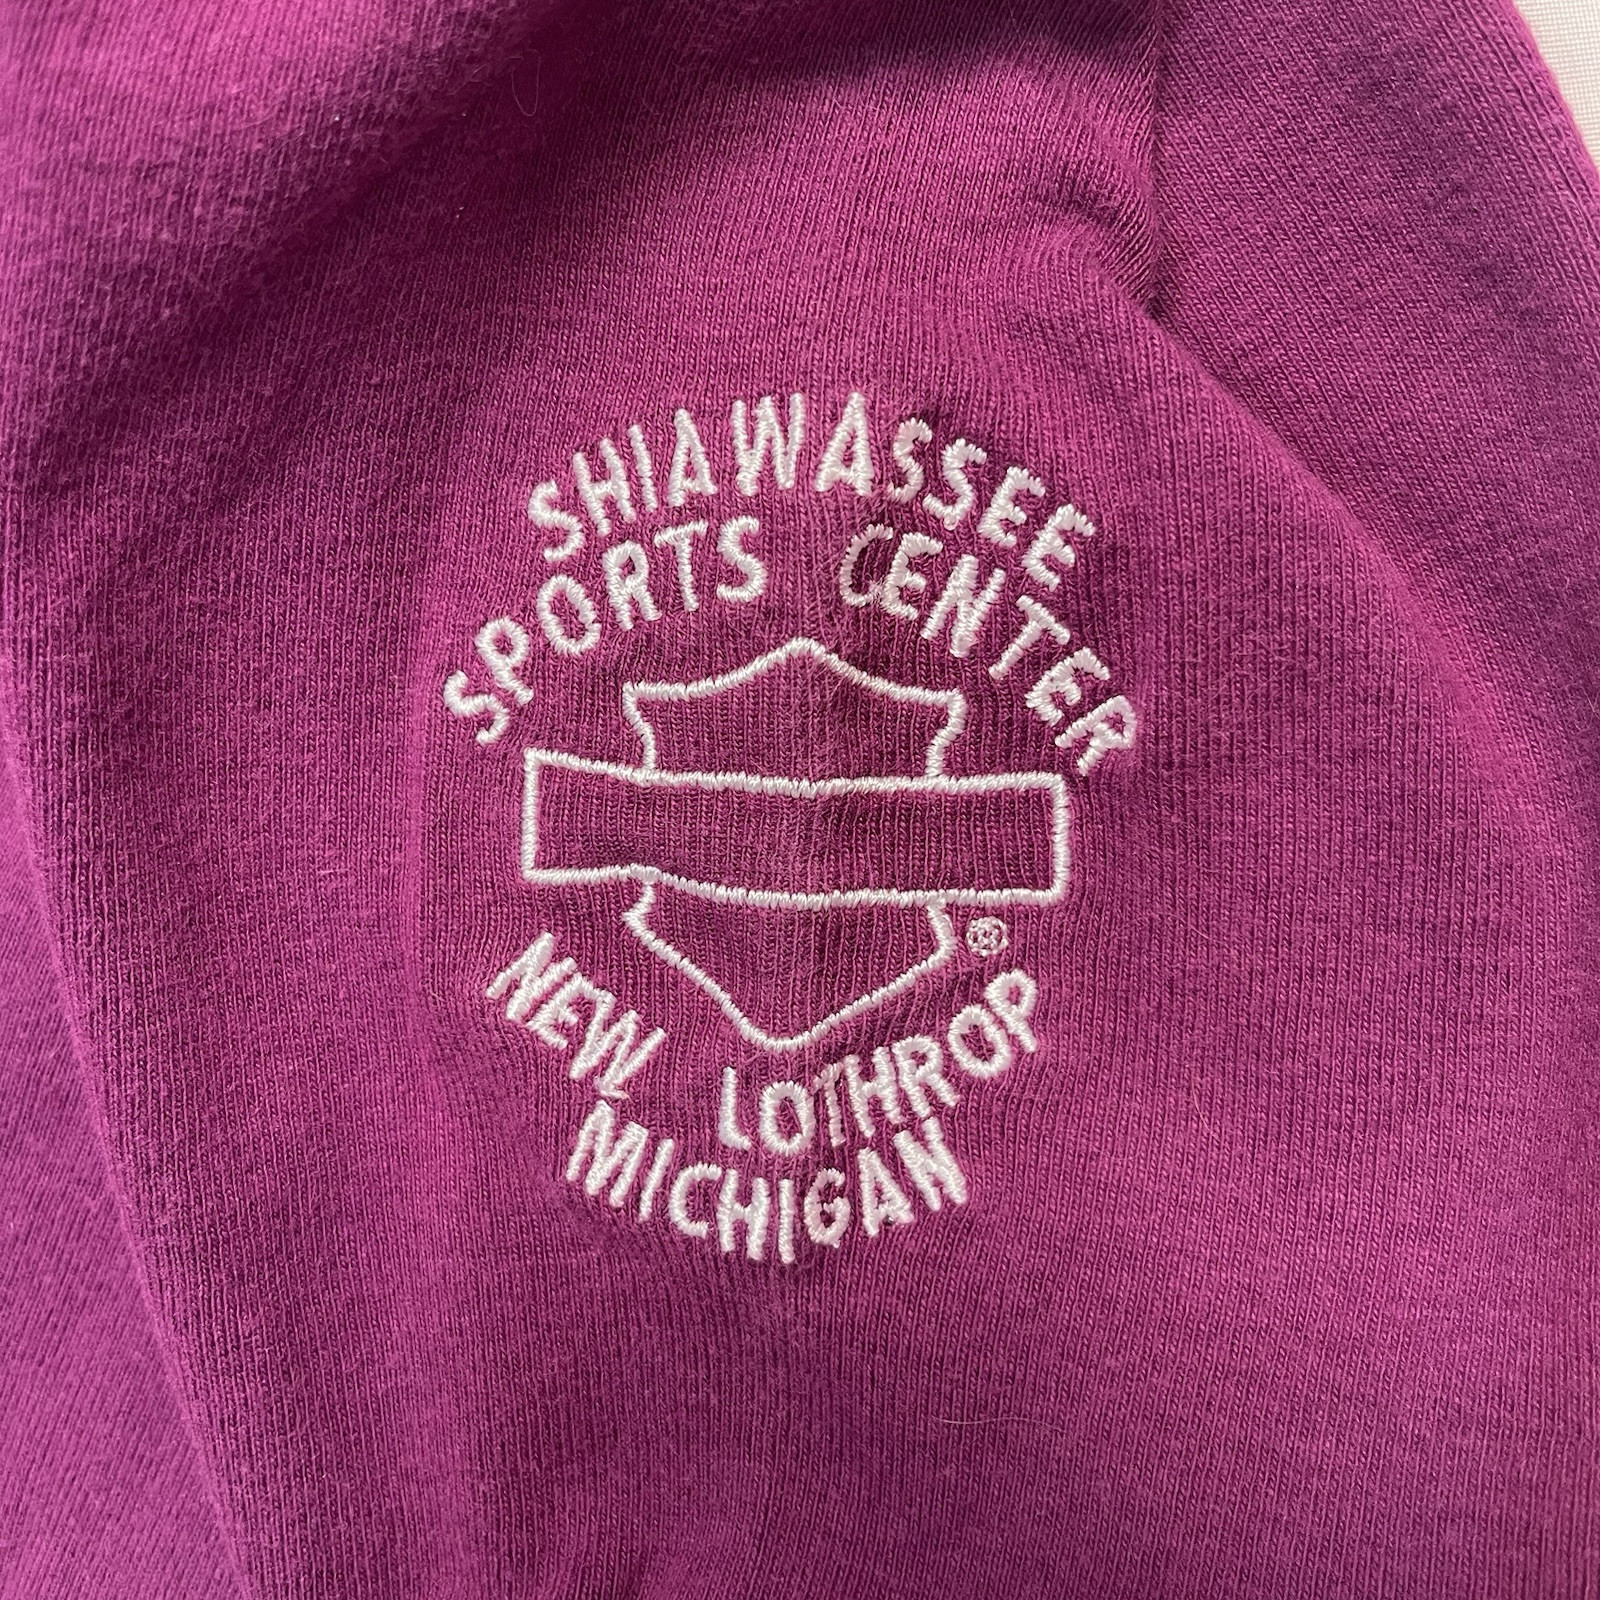 SHIAWASSEE
SPORTS CENTER
®
NEW LOTHROP
MICHIGAN